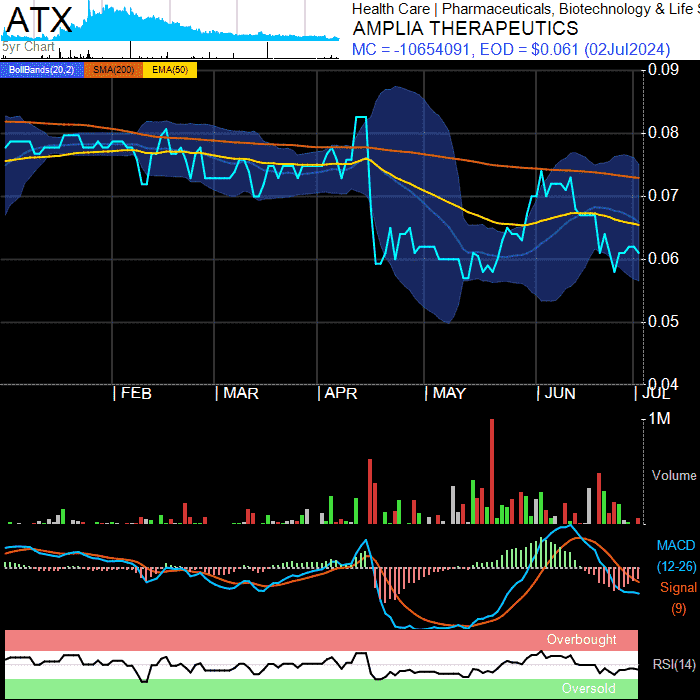 ATX
5yr Chart
Health Care | Pharmaceuticals, Biotechnology & Life S
AMPLIA THERAPEUTICS
MC = -10654091, EOD = $0.061 (02Jul2024)
BollBands(20,2) SMA(200) EMA(50)
0.09
0.08
0.07
0.06
0.05
0.04
FEB MAR APR MAY JUN JUL
1M
Volume
MACD
(12-26)
Signal
(9)
Overbought
RSI(14)
Oversold